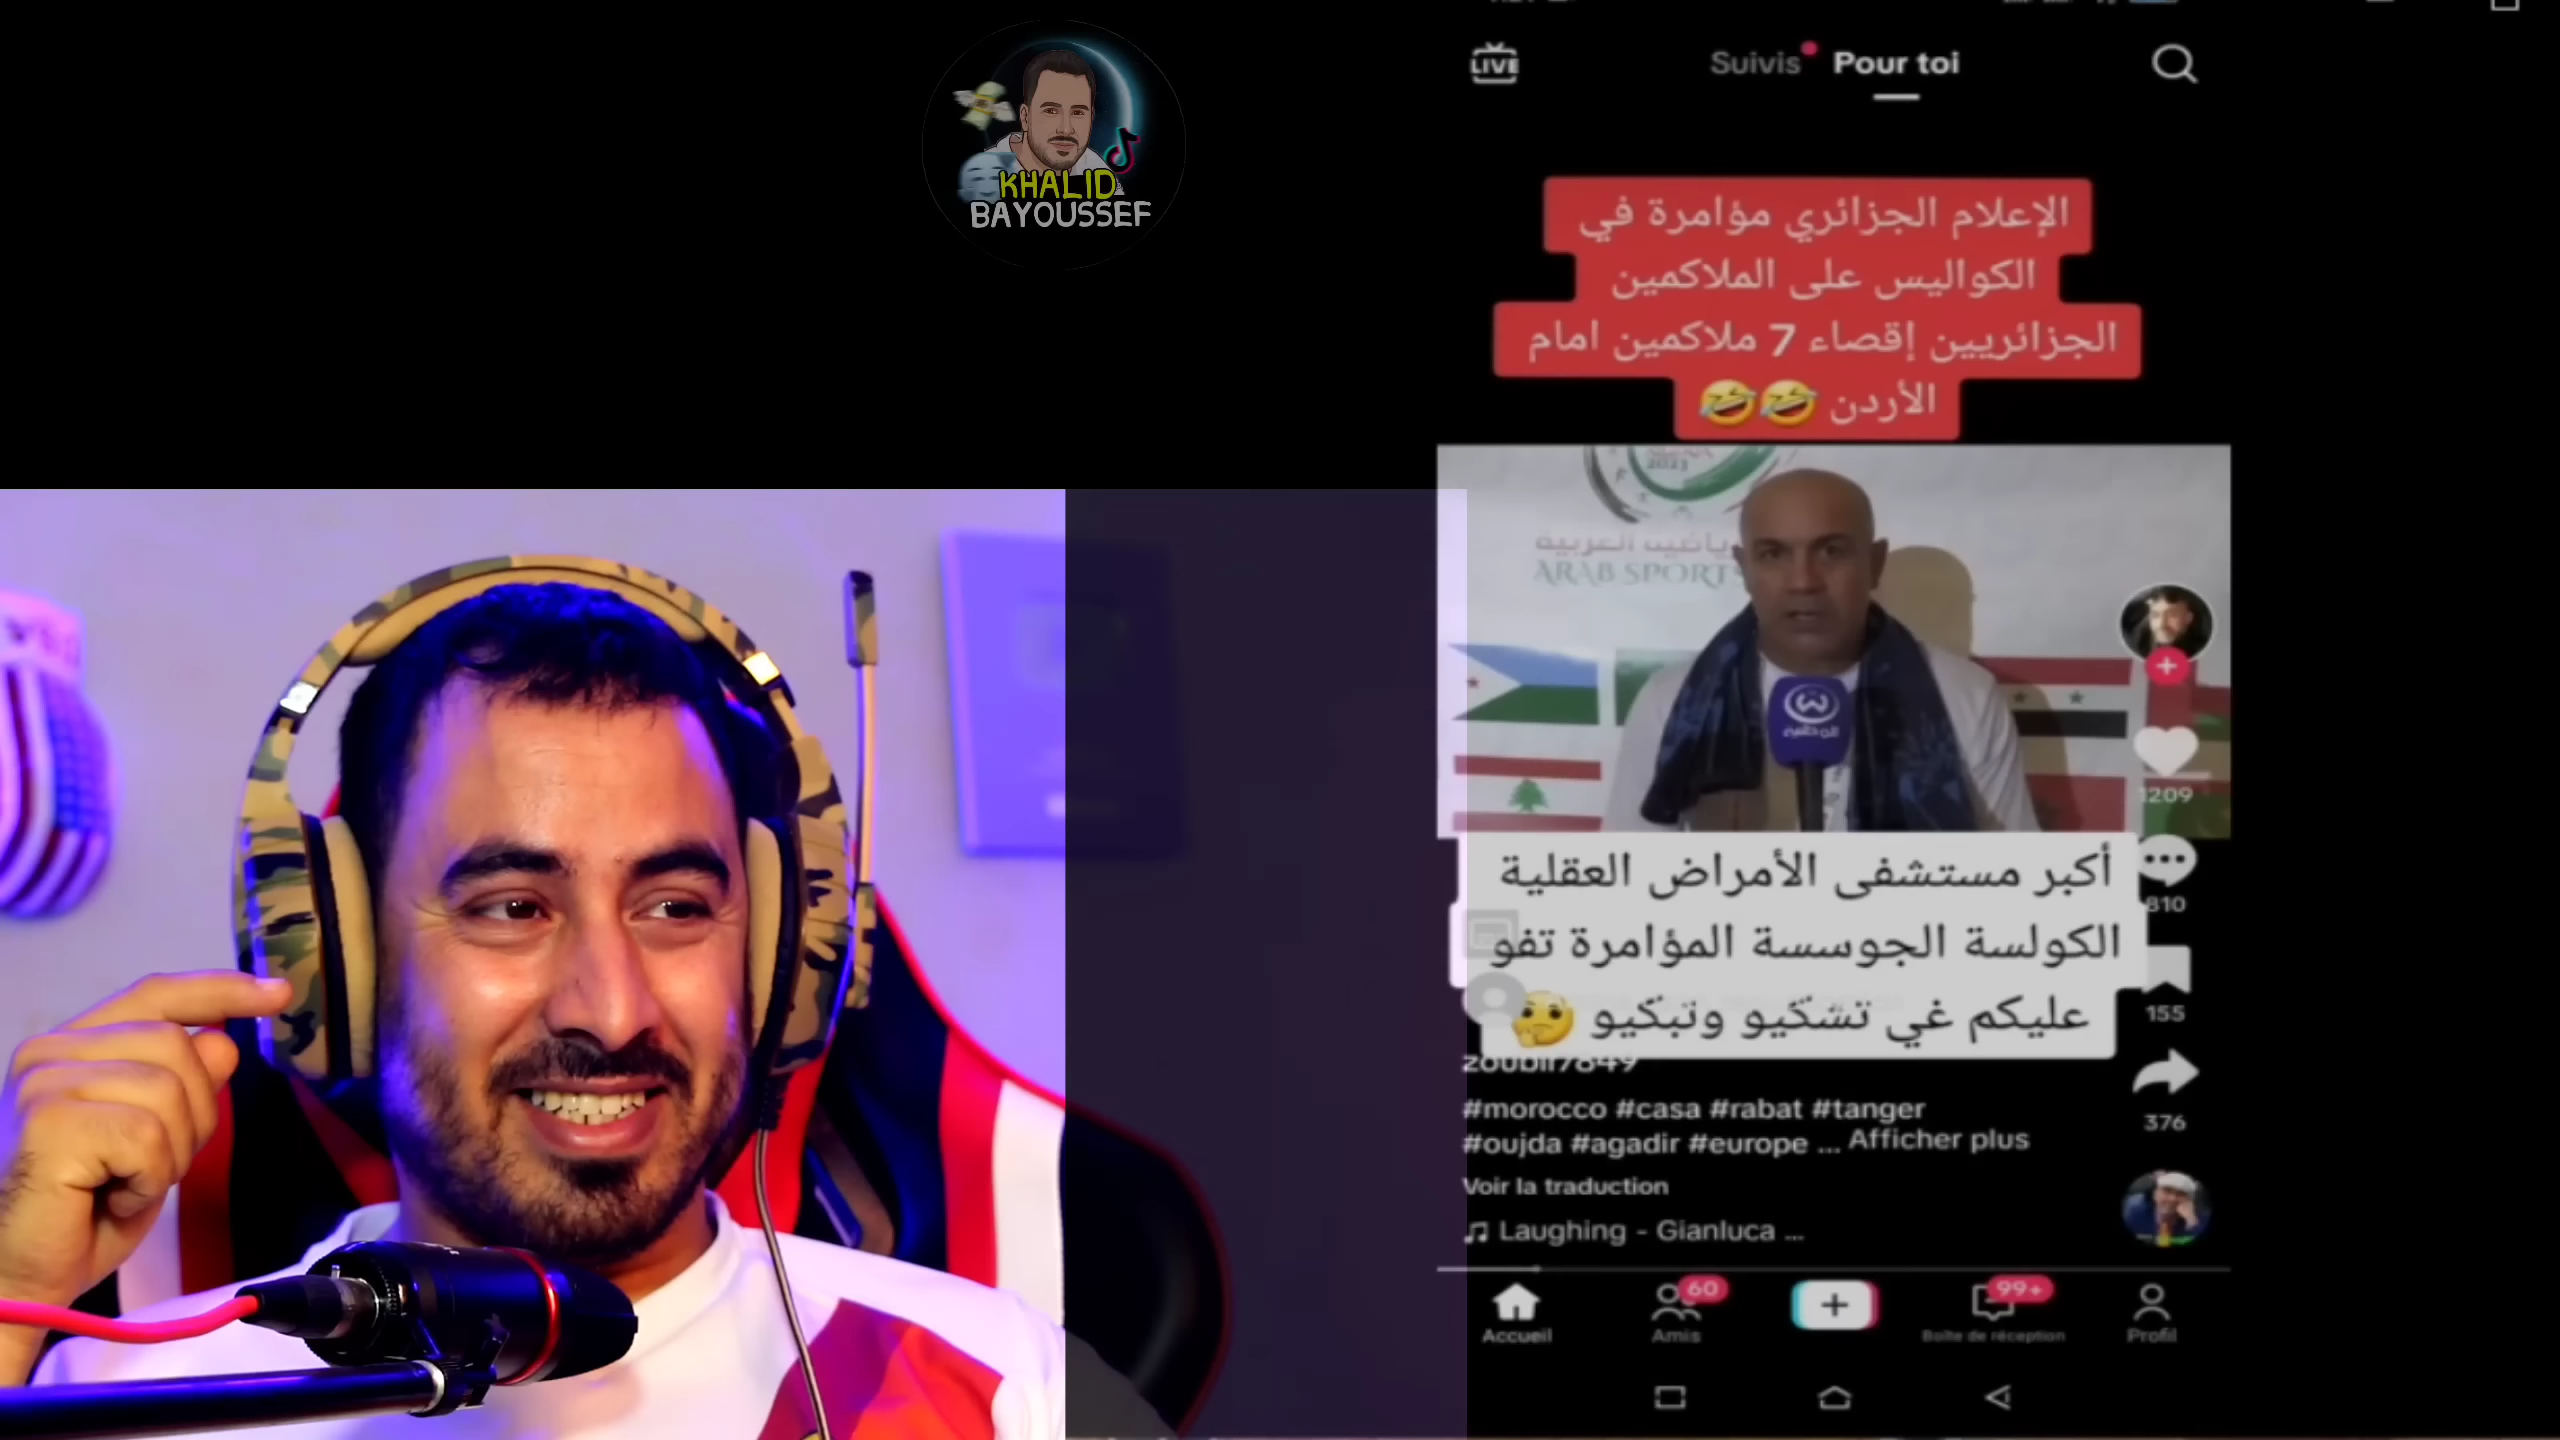 KHALID
BAYOUSSEF
LIVE
Suivis Pour toi
الإعلام الجزائري مؤامرة في
الكواليس على الملاكمين
الجزائريين إقصاء 7 ملاكمين امام
الأردن 🤣🤣
2023
ARAB SPORTS
1209
أكبر مستشفى الأمراض العقلية
الكولسة الجوسسة المؤامرة تفو
عليكم غي تشكيو وتبكيو 🤔
810
155
376
zoubir7849
#morocco #casa #rabat #tanger
#oujda #agadir #europe ... Afficher plus
Voir la traduction
Laughing - Gianluca ...
60
99+
Accueil
Amis
Boîte de réception
Profil